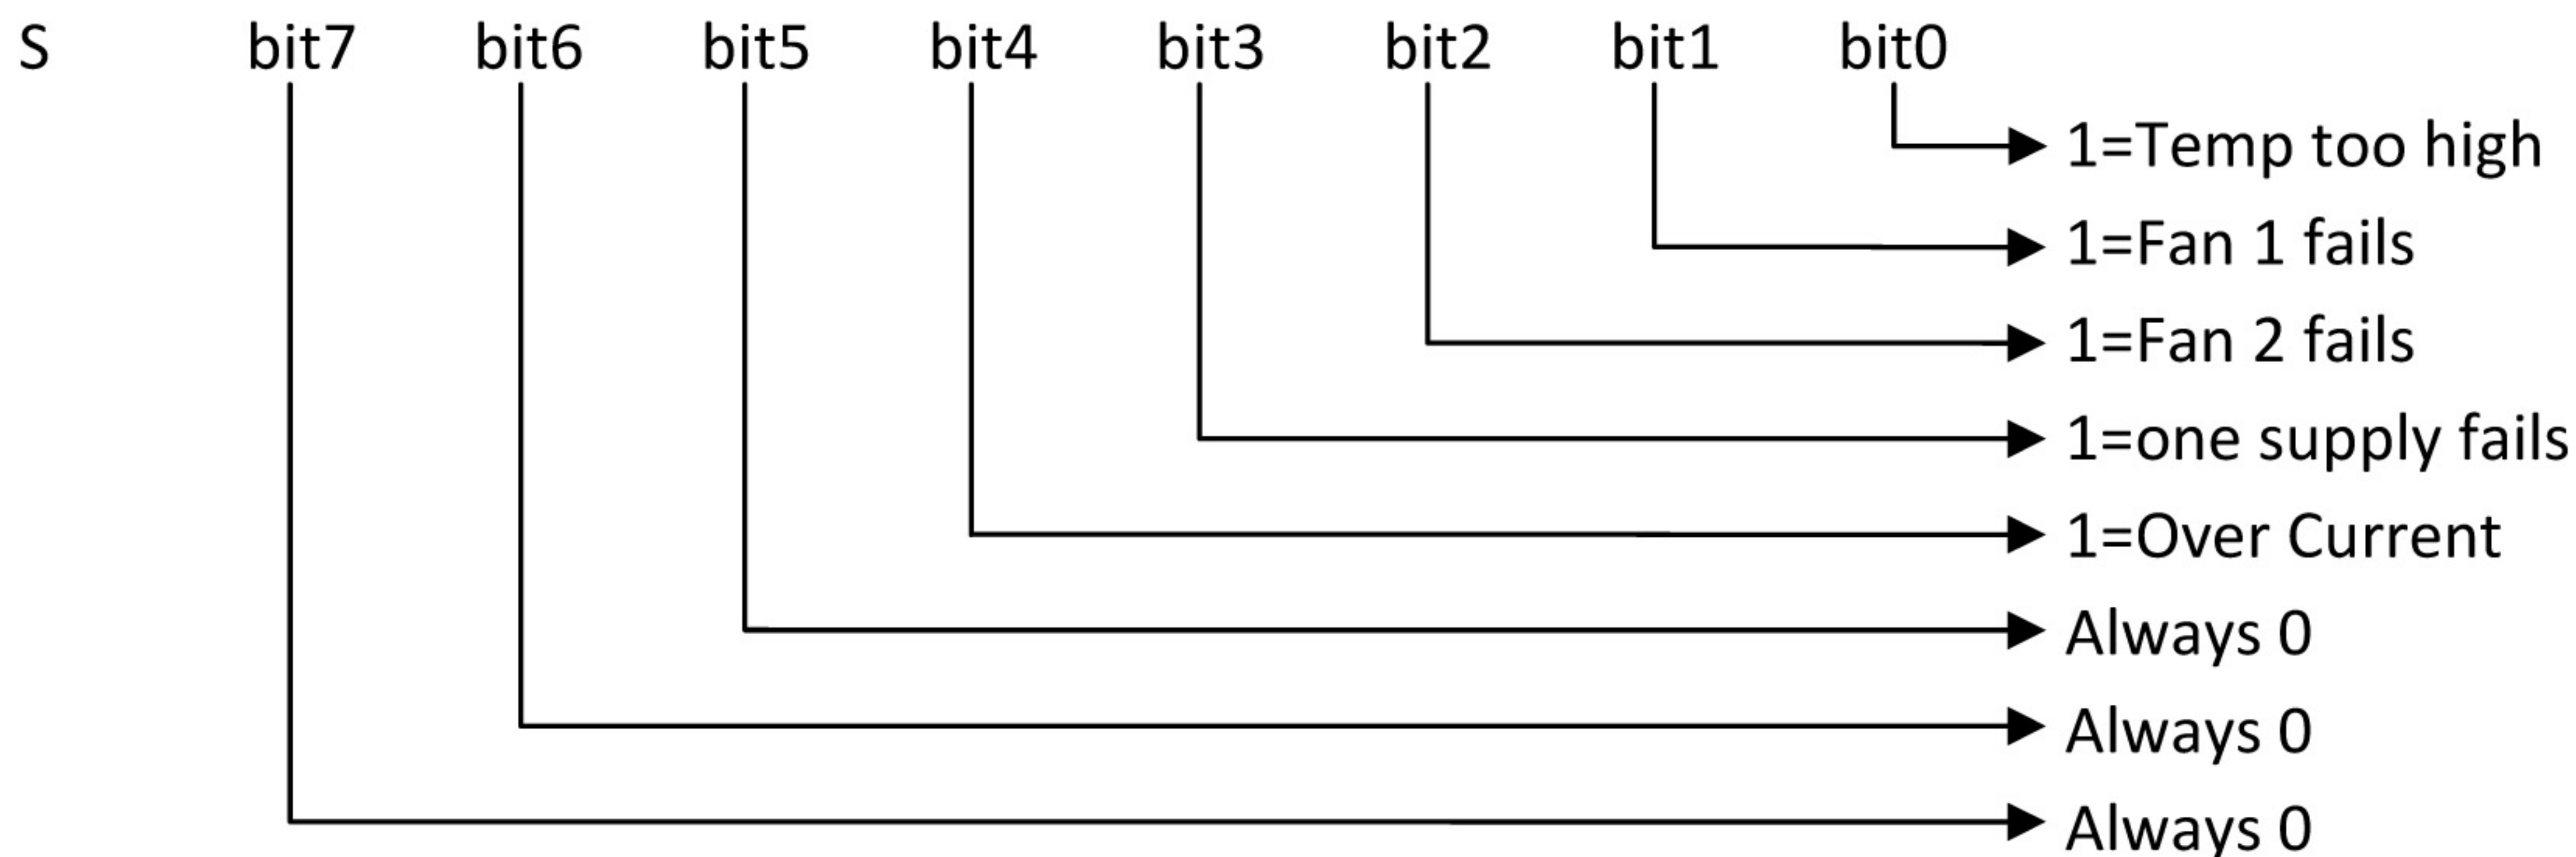 S bit7 bit6 bit5 bit4 bit3 bit2 bit1 bit0
1=Temp too high
1=Fan 1 fails
1=Fan 2 fails
1=one supply fails
1=Over Current
Always 0
Always 0
Always 0